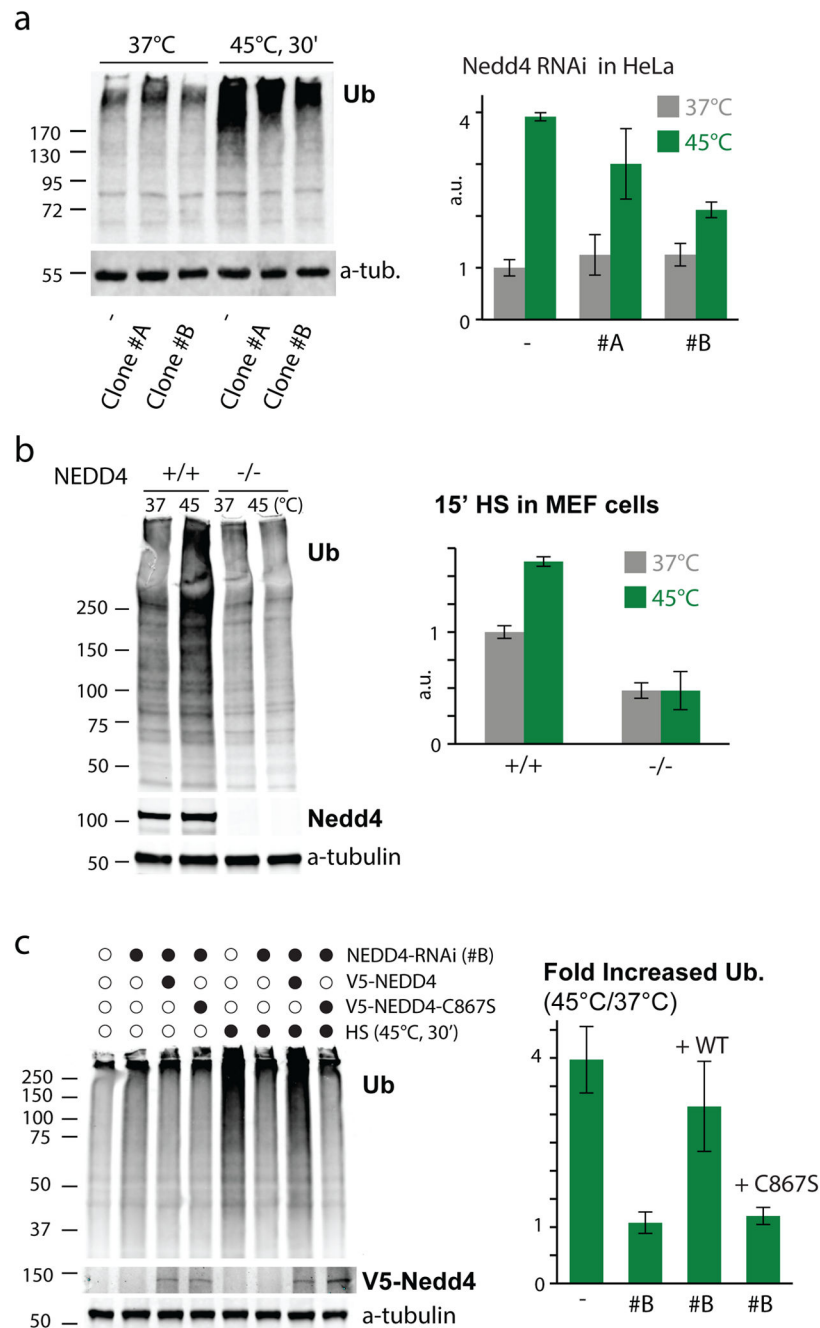 a
37°C 45°C, 30'
Ub
170
130
95
72
55
a-tub.
-
Clone #A
Clone #B
-
Clone #A
Clone #B
Nedd4 RNAi in HeLa
37°C
45°C
a.u.
4
1
0
- #A #B
b
NEDD4 +/+ -/-
37 45 37 45 (°C)
Ub
250
150
100
75
50
100
Nedd4
50
a-tubulin
15’ HS in MEF cells
37°C
45°C
a.u.
1
0
+/+ -/-
c
NEDD4-RNAi (#B)
V5-NEDD4
V5-NEDD4-C867S
HS (45°C, 30’)
Ub
250
150
100
75
50
37
150
V5-Nedd4
50
a-tubulin
Fold Increased Ub.
(45°C/37°C)
4
1
0
+ WT
+ C867S
- #B #B #B